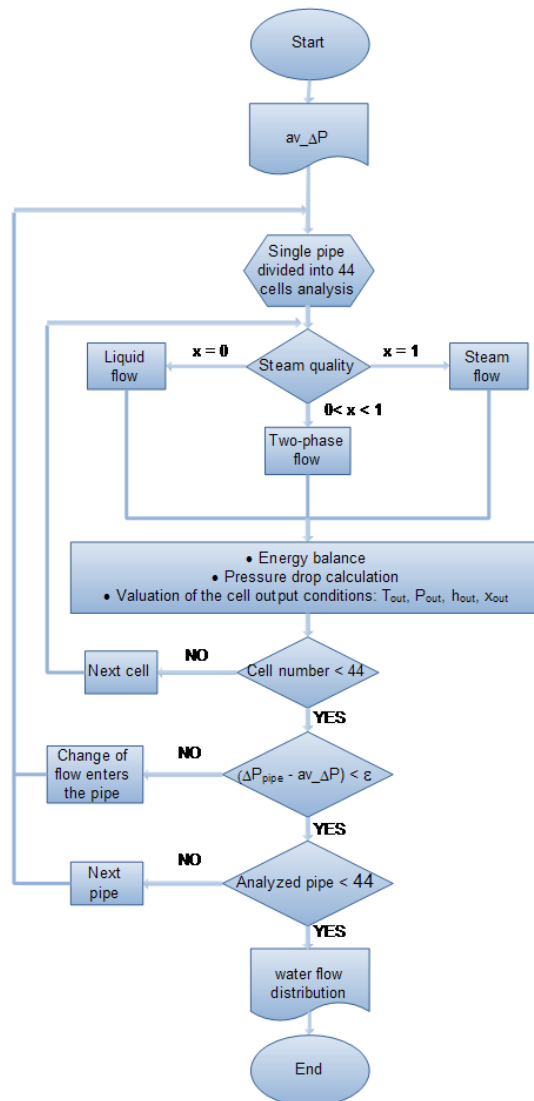 Start
av_ΔP
Single pipe
divided into 44
cells analysis
Liquid
flow
x = 0
Steam quality
x = 1
Steam
flow
0< x < 1
Two-phase
flow
• Energy balance
• Pressure drop calculation
• Valuation of the cell output conditions: Tout, Pout, hout, xout
Next cell
NO
Cell number < 44
YES
Change of
flow enters
the pipe
NO
(ΔPpipe - av_ΔP) < ε
YES
Next
pipe
NO
Analyzed pipe < 44
YES
water flow
distribution
End